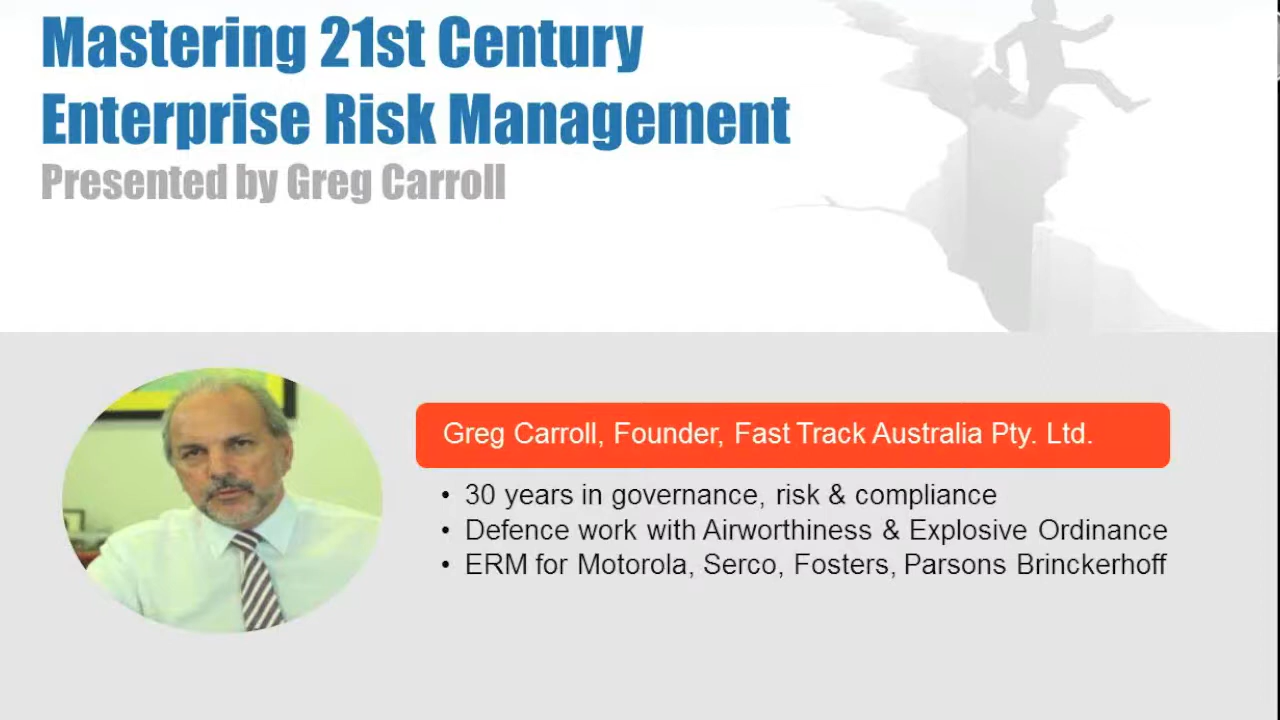 Mastering 21st Century
Enterprise Risk Management
Presented by Greg Carroll
Greg Carroll, Founder, Fast Track Australia Pty. Ltd.
• 30 years in governance, risk & compliance
• Defence work with Airworthiness & Explosive Ordinance
• ERM for Motorola, Serco, Fosters, Parsons Brinckerhoff